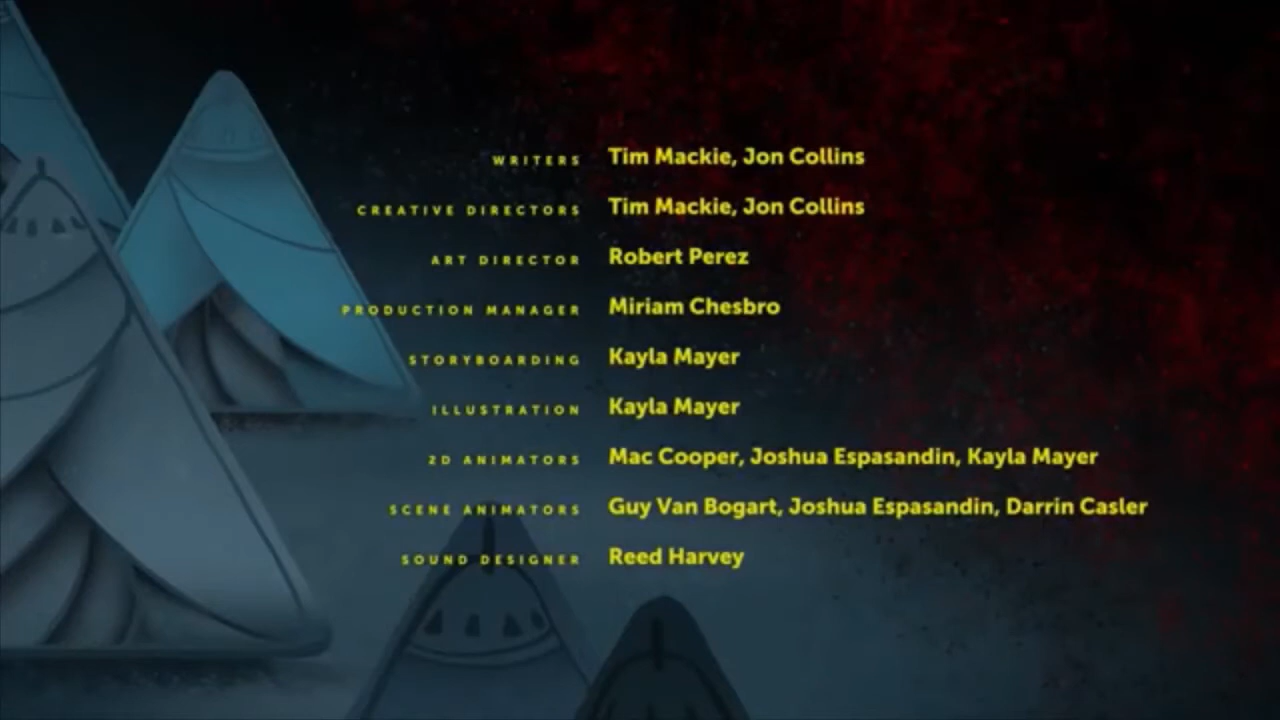 WRITERS Tim Mackie, Jon Collins
CREATIVE DIRECTORS Tim Mackie, Jon Collins
ART DIRECTOR Robert Perez
PRODUCTION MANAGER Miriam Chesbro
STORYBOARDING Kayla Mayer
ILLUSTRATION Kayla Mayer
2D ANIMATORS Mac Cooper, Joshua Espasandin, Kayla Mayer
SCENE ANIMATORS Guy Van Bogart, Joshua Espasandin, Darrin Casler
SOUND DESIGNER Reed Harvey